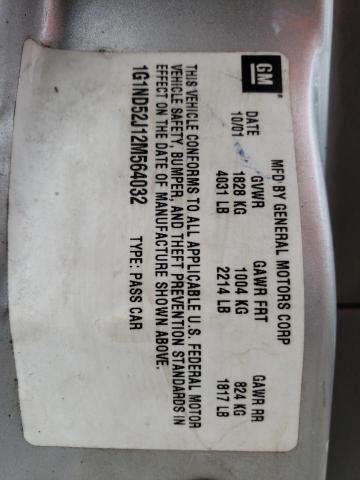 GM
MFD BY GENERAL MOTORS CORP
DATE GVWR GAWR FRT GAWR RR
10/01 1828 KG 1004 KG 824 KG
4031 LB 2214 LB 1817 LB
THIS VEHICLE CONFORMS TO ALL APPLICABLE U.S. FEDERAL MOTOR
VEHICLE SAFETY, BUMPER, AND THEFT PREVENTION STANDARDS IN
EFFECT ON THE DATE OF MANUFACTURE SHOWN ABOVE.
1G1ND52J12M564032 TYPE: PASS CAR